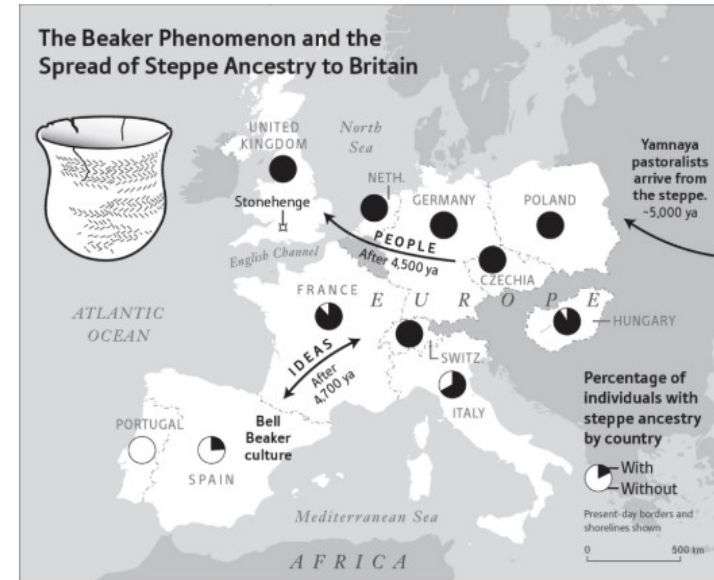 The Beaker Phenomenon and the
Spread of Steppe Ancestry to Britain
UNITED
KINGDOM
North
Sea
Yamnaya
pastoralists
arrive from
the steppe.
~5,000 ya
NETH.
GERMANY
POLAND
Stonehenge
PEOPLE
After 4,500 ya
English Channel
CZECHIA
FRANCE
EUROPE
ATLANTIC
OCEAN
HUNGARY
IDEAS
After
4,700 ya
SWITZ.
ITALY
Percentage of
individuals with
steppe ancestry
by country
PORTUGAL
Bell
Beaker
culture
SPAIN
With
Without
Present-day borders and
shorelines shown
Mediterranean Sea
0 500 km
AFRICA